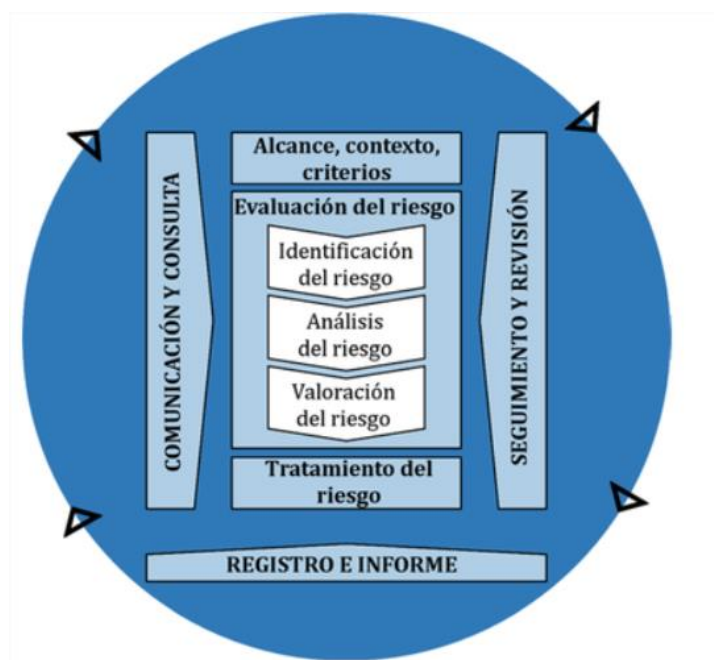 Alcance, contexto,
criterios
Evaluación del riesgo
Identificación
del riesgo
Análisis
del riesgo
Valoración
del riesgo
Tratamiento del
riesgo
COMUNICACIÓN Y CONSULTA
SEGUIMIENTO Y REVISIÓN
REGISTRO E INFORME